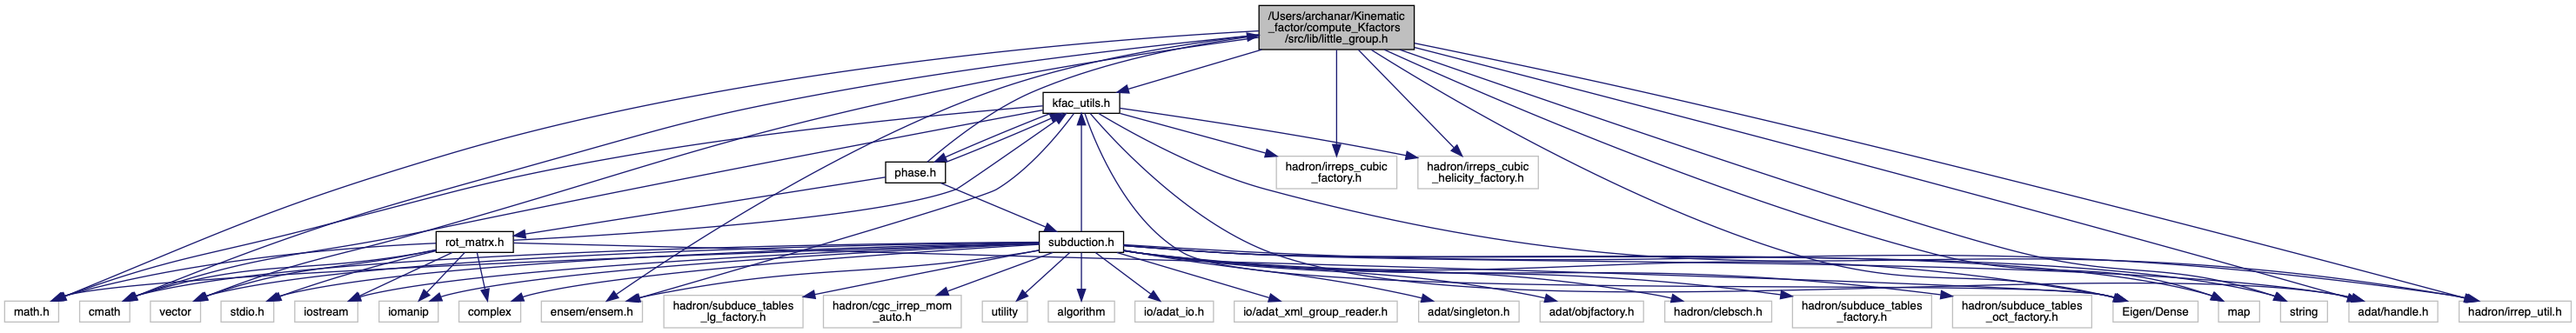 /Users/archanar/Kinematic
_factor/compute_Kfactors
/src/lib/little_group.h
kfac_utils.h
phase.h
hadron/irreps_cubic
_factory.h
hadron/irreps_cubic
_helicity_factory.h
rot_matrx.h
subduction.h
math.h
cmath
vector
stdio.h
iostream
iomanip
complex
ensem/ensem.h
hadron/subduce_tables
_lg_factory.h
hadron/cgc_irrep_mom
_auto.h
utility
algorithm
io/adat_io.h
io/adat_xml_group_reader.h
adat/singleton.h
adat/objfactory.h
hadron/clebsch.h
hadron/subduce_tables
_factory.h
hadron/subduce_tables
_oct_factory.h
Eigen/Dense
map
string
adat/handle.h
hadron/irrep_util.h